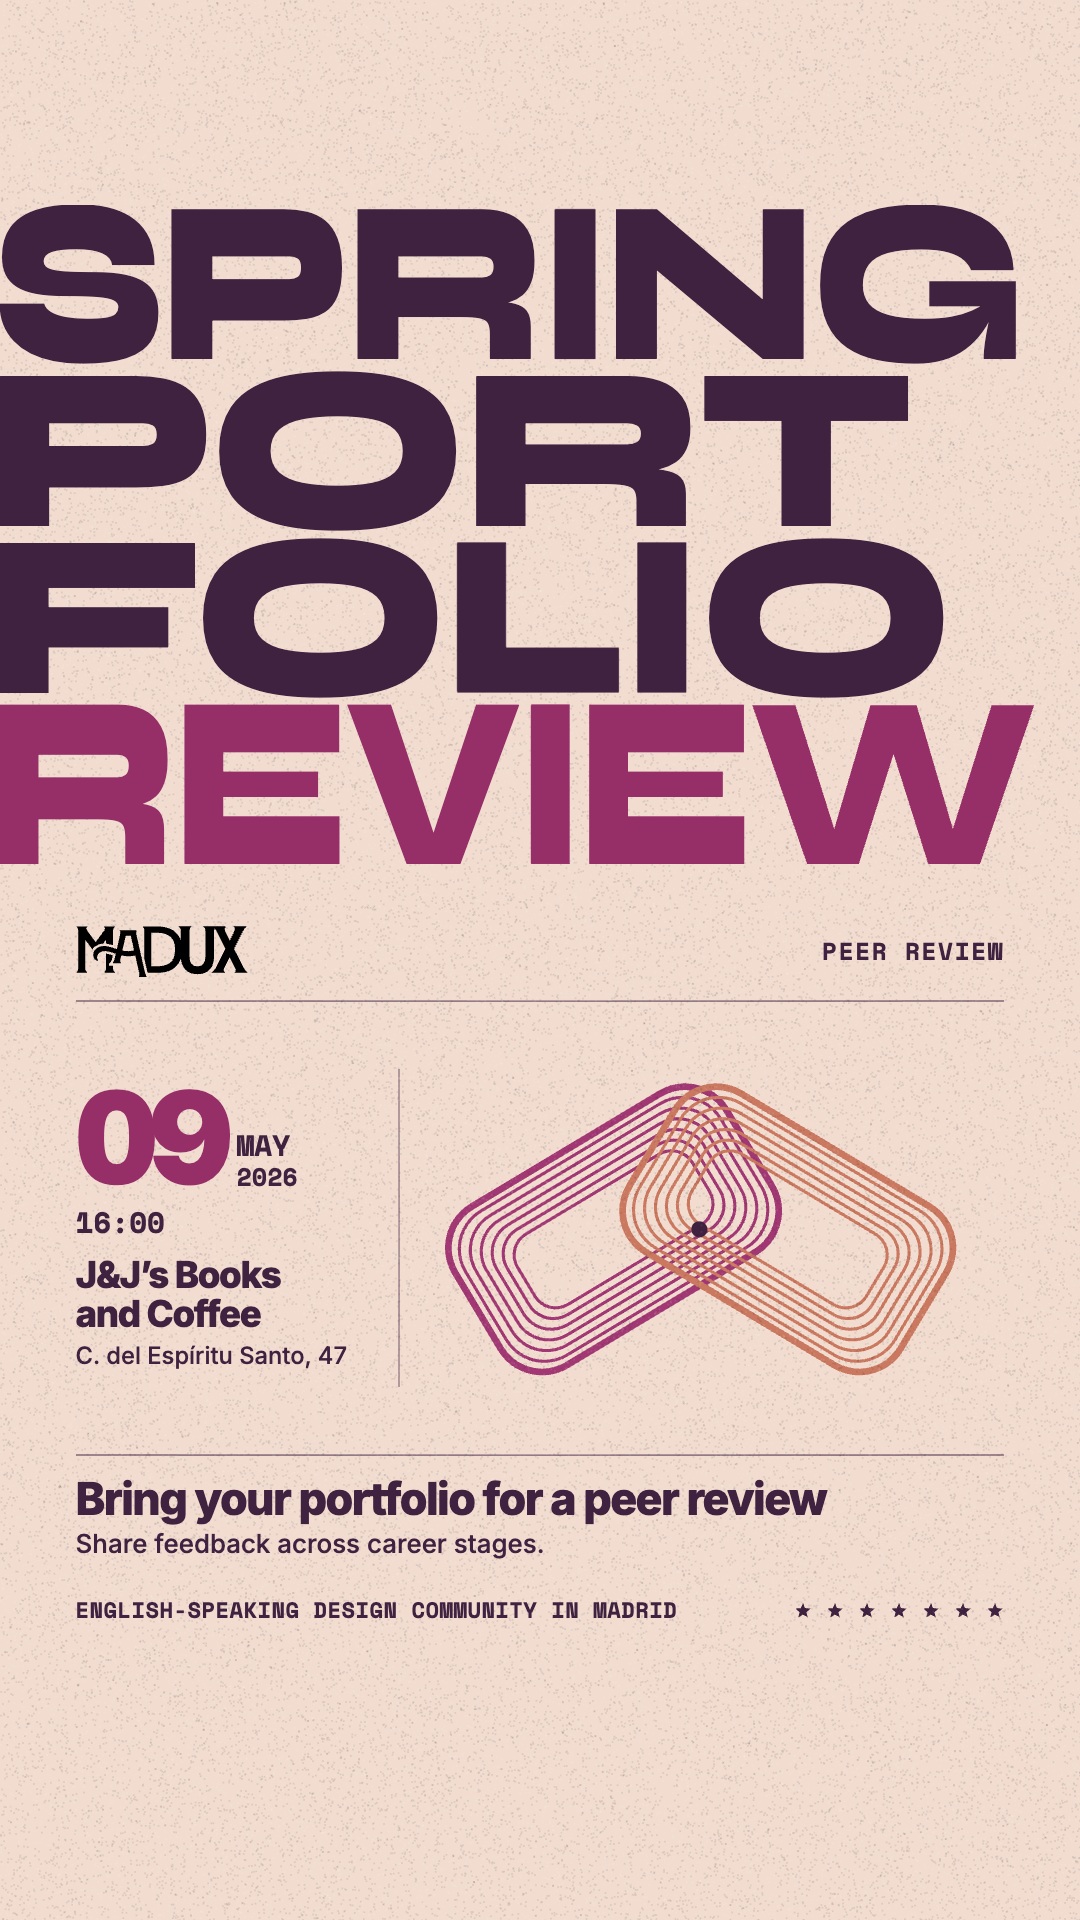 SPRING
PORT
FOLIO
REVIEW
MADUX
PEER REVIEW
09
MAY
2026
16:00
J&J’s Books
and Coffee
C. del Espíritu Santo, 47
Bring your portfolio for a peer review
Share feedback across career stages.
ENGLISH-SPEAKING DESIGN COMMUNITY IN MADRID